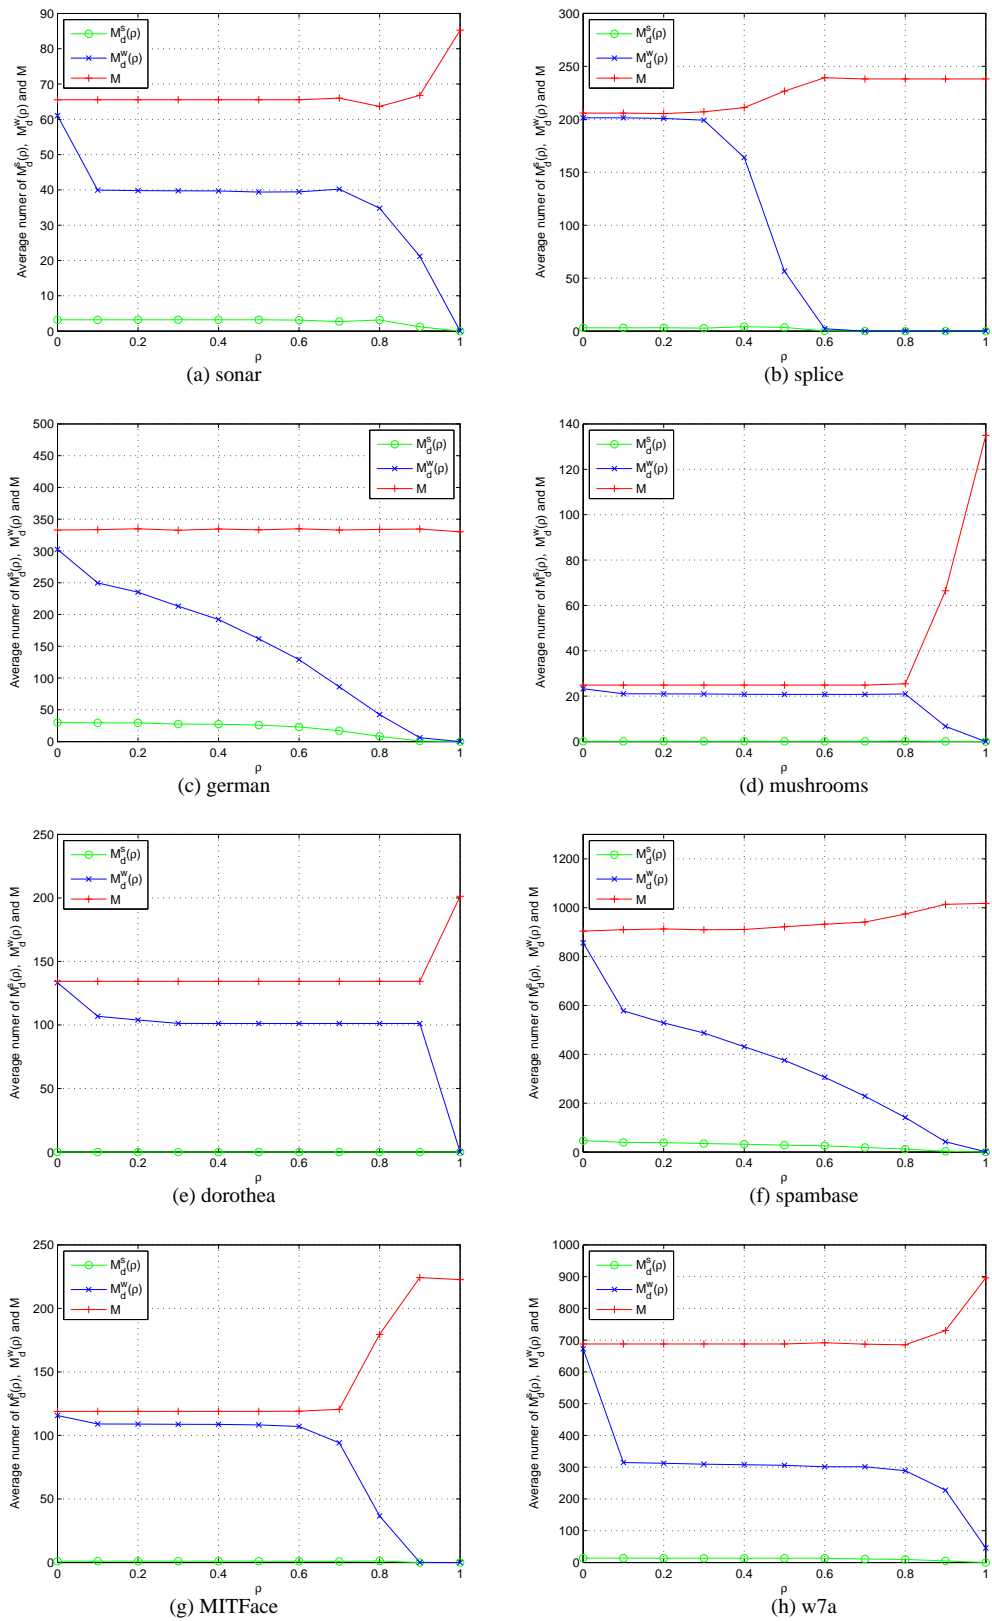 90
80
70
60
50
40
30
20
10
0
0 0.2 0.4 0.6 0.8 1
ρ
Average numer of M_d^s(ρ), M_d^w(ρ) and M
M_d^s(ρ)
M_d^w(ρ)
M
(a) sonar
300
250
200
150
100
50
0
0 0.2 0.4 0.6 0.8 1
ρ
Average numer of M_d^s(ρ), M_d^w(ρ) and M
M_d^s(ρ)
M_d^w(ρ)
M
(b) splice
500
450
400
350
300
250
200
150
100
50
0
0 0.2 0.4 0.6 0.8 1
ρ
Average numer of M_d^s(ρ), M_d^w(ρ) and M
M_d^s(ρ)
M_d^w(ρ)
M
(c) german
140
120
100
80
60
40
20
0
0 0.2 0.4 0.6 0.8 1
ρ
Average numer of M_d^s(ρ), M_d^w(ρ) and M
M_d^s(ρ)
M_d^w(ρ)
M
(d) mushrooms
250
200
150
100
50
0
0 0.2 0.4 0.6 0.8 1
ρ
Average numer of M_d^s(ρ), M_d^w(ρ) and M
M_d^s(ρ)
M_d^w(ρ)
M
(e) dorothea
1200
1000
800
600
400
200
0
0 0.2 0.4 0.6 0.8 1
ρ
Average numer of M_d^s(ρ), M_d^w(ρ) and M
M_d^s(ρ)
M_d^w(ρ)
M
(f) spambase
250
200
150
100
50
0
0 0.2 0.4 0.6 0.8 1
ρ
Average numer of M_d^s(ρ), M_d^w(ρ) and M
M_d^s(ρ)
M_d^w(ρ)
M
(g) MITFace
1000
900
800
700
600
500
400
300
200
100
0
0 0.2 0.4 0.6 0.8 1
ρ
Average numer of M_d^s(ρ), M_d^w(ρ) and M
M_d^s(ρ)
M_d^w(ρ)
M
(h) w7a